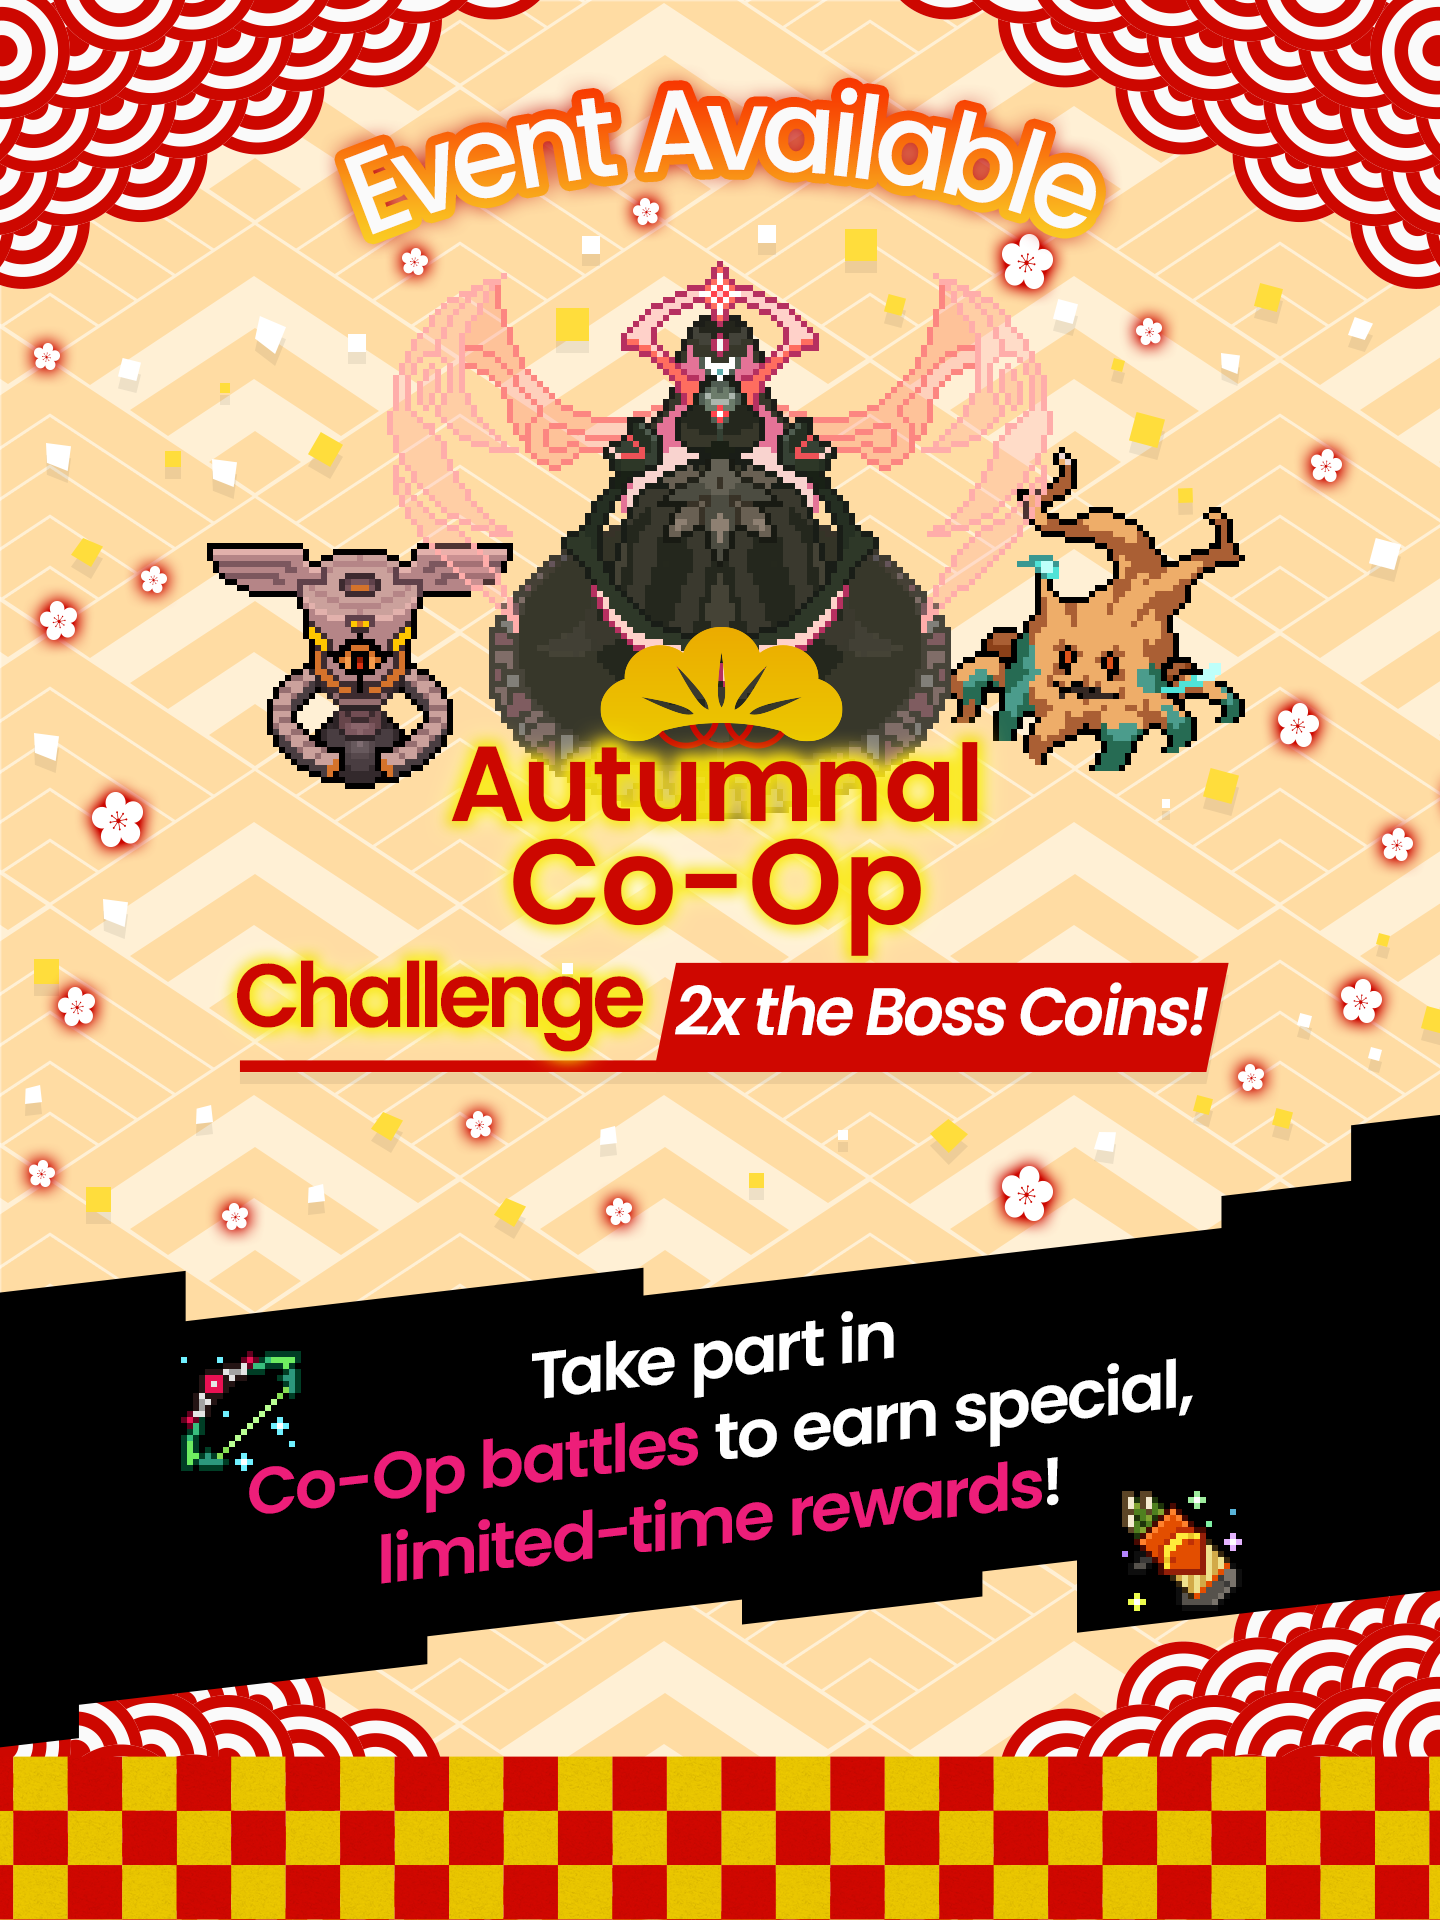 Event Available
Autumnal
Co-Op
Challenge 2x the Boss Coins!
Take part in
Co-Op battles to earn special,
limited-time rewards!